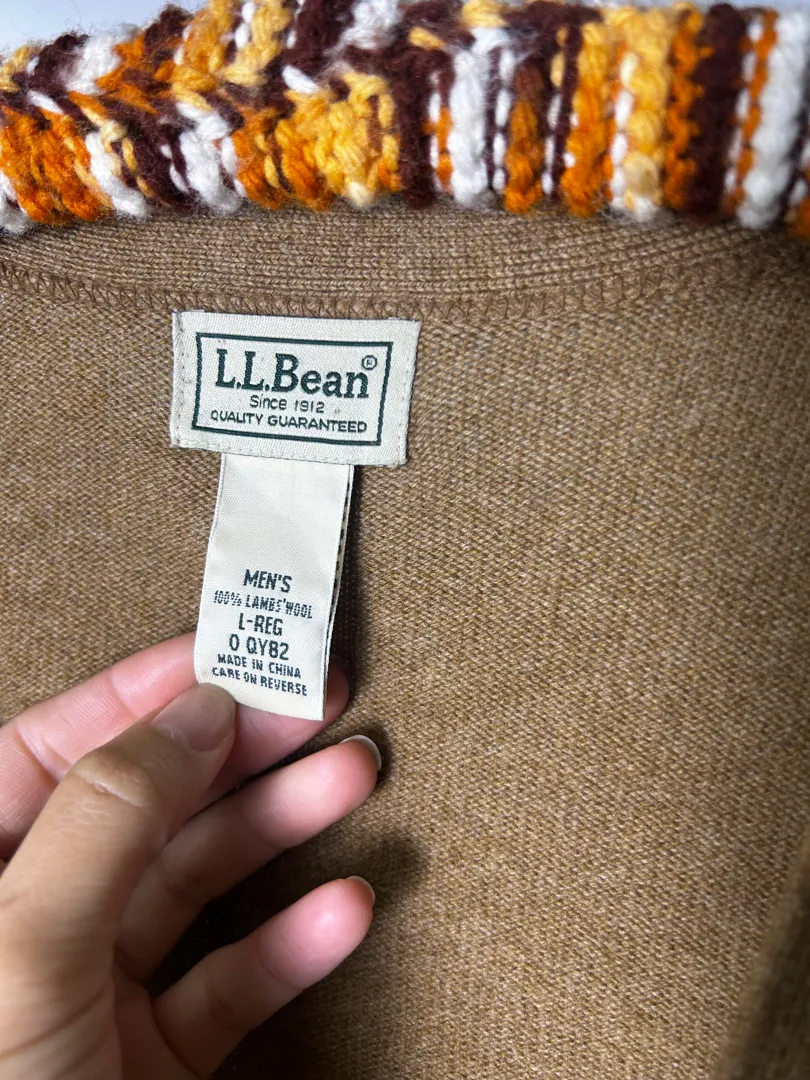 L.L.Bean®
Since 1912
QUALITY GUARANTEED
MEN'S
100% LAMBS'WOOL
L-REG
0 QY82
MADE IN CHINA
CARE ON REVERSE